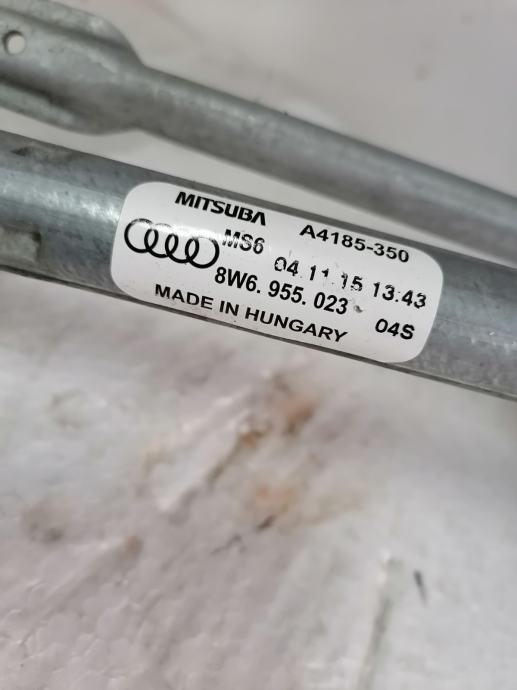 MITSUBA A4185-350
MS6 04.11.15 13:43
8W6.955.023 04S
MADE IN HUNGARY